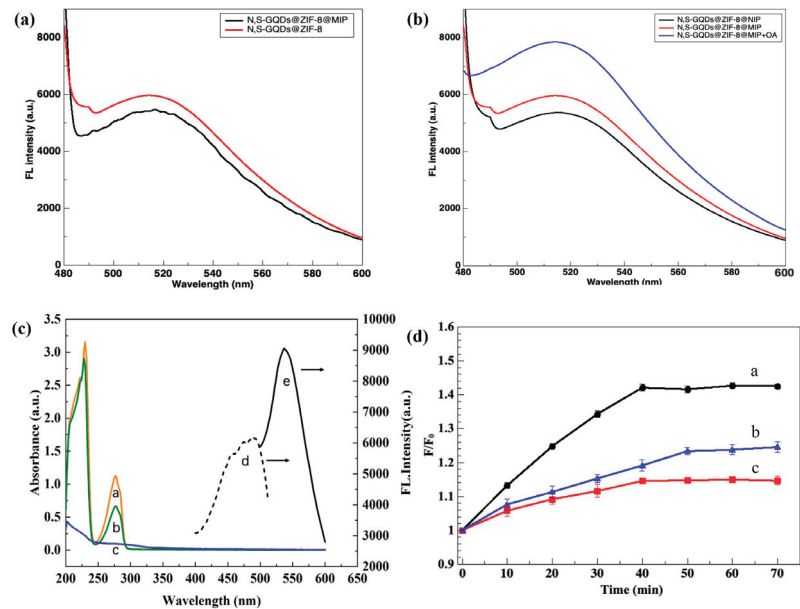 (a)
N,S-GQDs@ZIF-8@MIP
N,S-GQDs@ZIF-8
FL intensity (a.u.)
8000
6000
4000
2000
0
480 500 520 540 560 580 600
Wavelength (nm)
(b)
N,S-GQDs@ZIF-8@NIP
N,S-GQDs@ZIF-8@MIP
N,S-GQDs@ZIF-8@MIP+OA
FL intensity (a.u.)
8000
6000
4000
2000
0
480 500 520 540 560 580 600
Wavelength (nm)
(c)
Absorbance (a.u.)
3.5
3.0
2.5
2.0
1.5
1.0
0.5
0.0
a
b
c
d
e
200 250 300 350 400 450 500 550 600 650
Wavelength (nm)
10000
9000
8000
7000
6000
5000
4000
3000
2000
FL.Intensity(a.u.)
(d)
F/F0
1.6
1.5
1.4
1.3
1.2
1.1
1
a
b
c
0 10 20 30 40 50 60 70
Time (min)